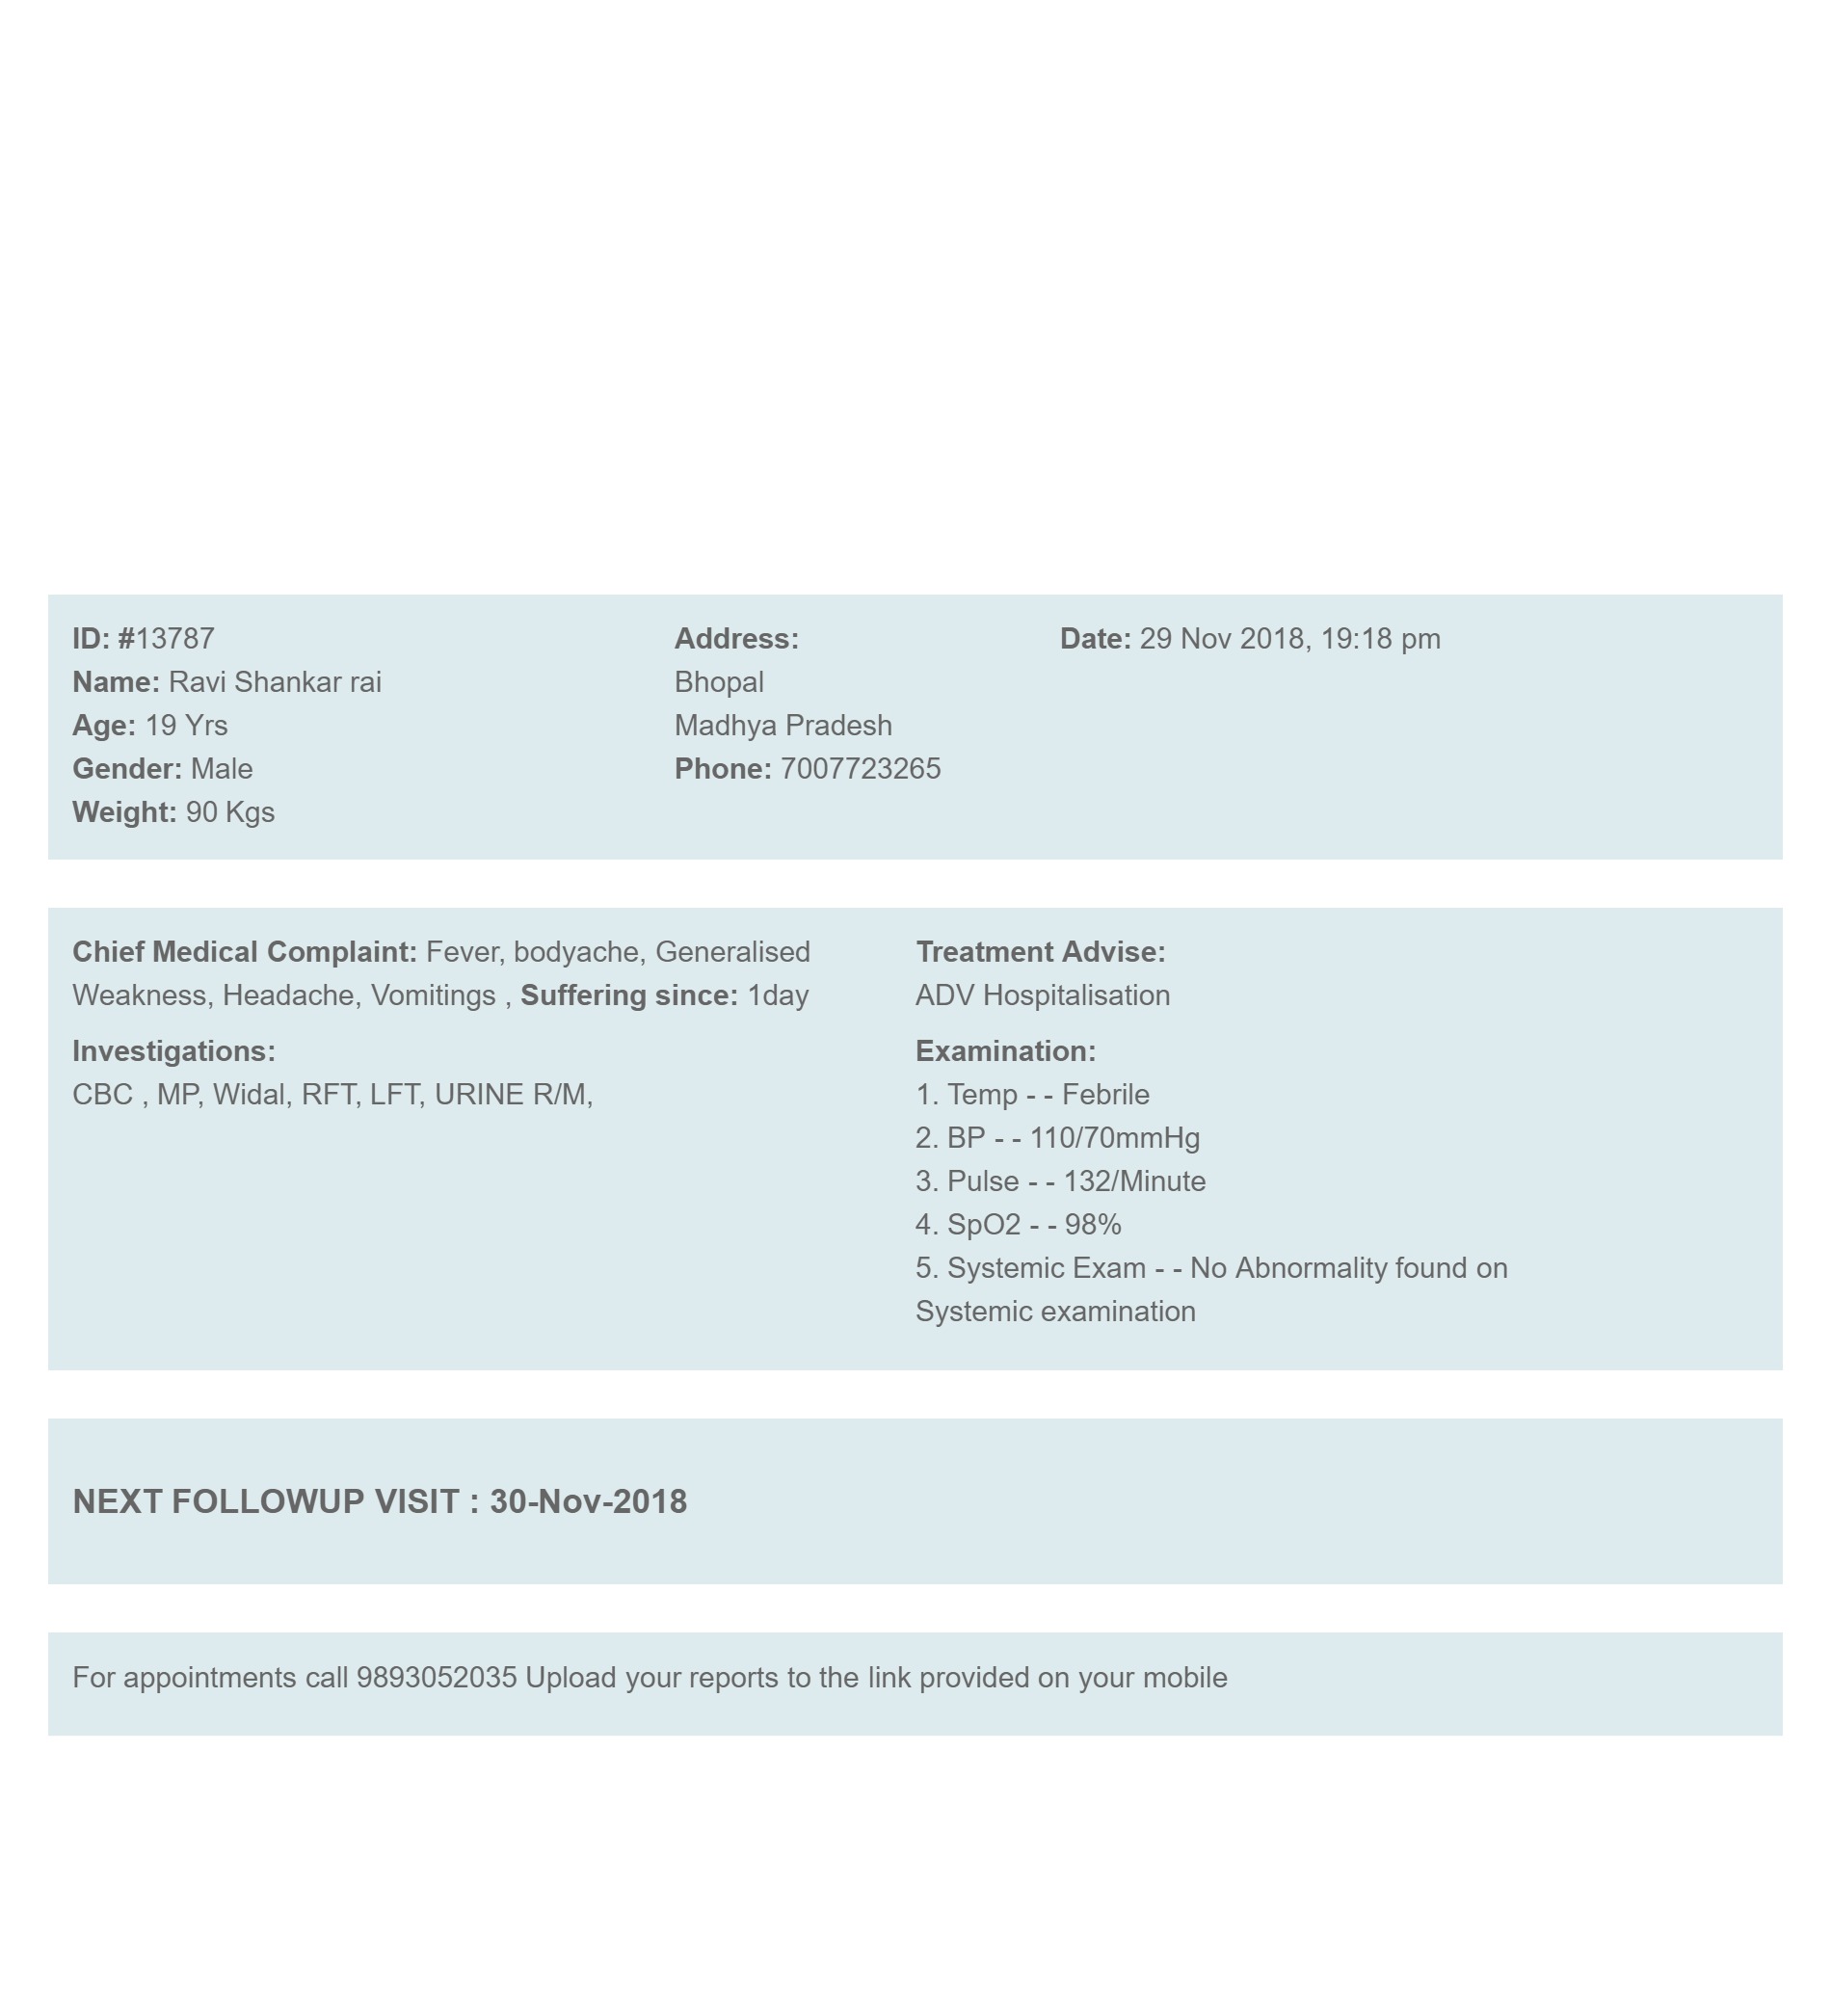 ID: #13787
Name: Ravi Shankar rai
Age: 19 Yrs
Gender: Male
Weight: 90 Kgs
Address:
Bhopal
Madhya Pradesh
Phone: 7007723265
Date: 29 Nov 2018, 19:18 pm
Chief Medical Complaint: Fever, bodyache, Generalised
Weakness, Headache, Vomitings , Suffering since: 1day
Investigations:
CBC , MP, Widal, RFT, LFT, URINE R/M,
Treatment Advise:
ADV Hospitalisation
Examination:
1. Temp - - Febrile
2. BP - - 110/70mmHg
3. Pulse - - 132/Minute
4. SpO2 - - 98%
5. Systemic Exam - - No Abnormality found on
Systemic examination
NEXT FOLLOWUP VISIT : 30-Nov-2018
For appointments call 9893052035 Upload your reports to the link provided on your mobile